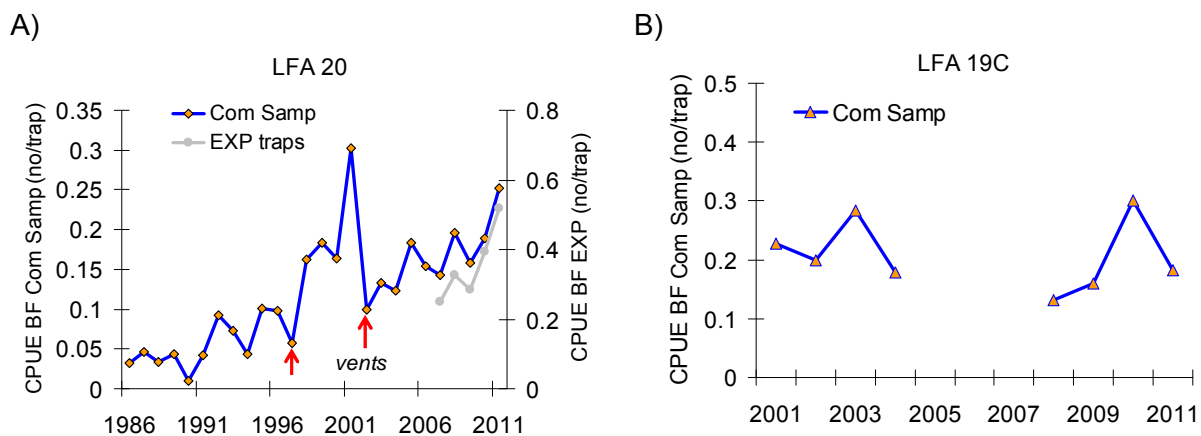 A)
LFA 20
CPUE BF Com Samp (no/trap)
0.35
0.3
0.25
0.2
0.15
0.1
0.05
0
Com Samp
EXP traps
vents
0.8
0.6
0.4
0.2
0
CPUE BF EXP (no/trap)
1986 1991 1996 2001 2006 2011
B)
LFA 19C
CPUE BF Com Samp (no/trap)
0.5
0.4
0.3
0.2
0.1
0
Com Samp
2001 2003 2005 2007 2009 2011